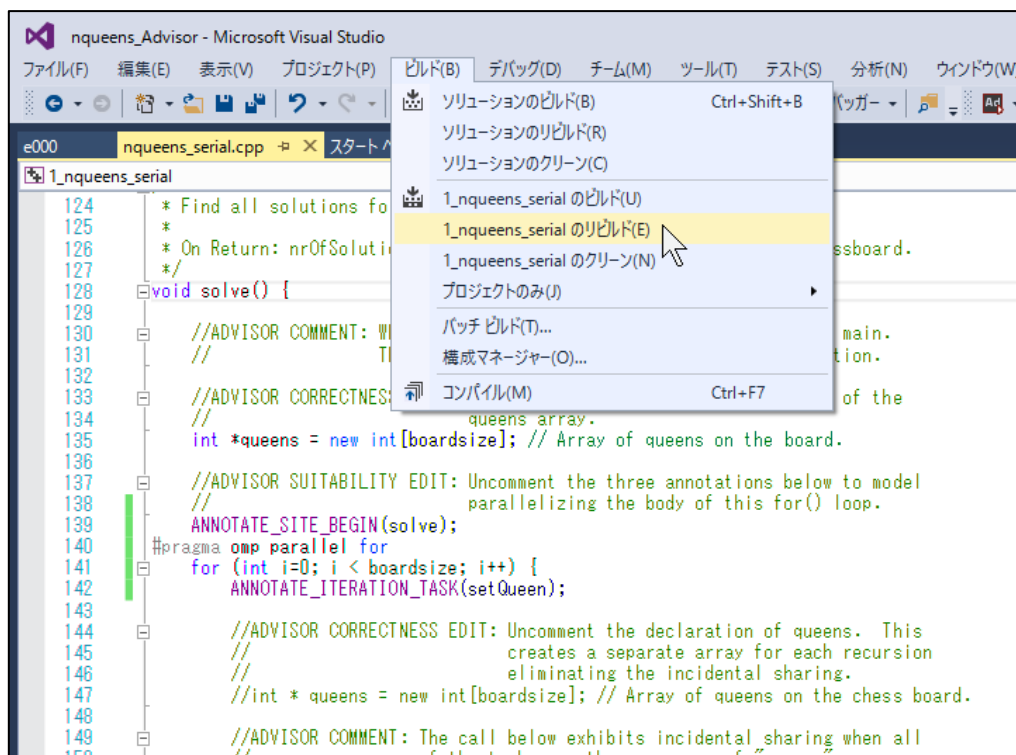 nqueens_Advisor - Microsoft Visual Studio
ファイル(F) 編集(E) 表示(V) プロジェクト(P) ビルド(B) デバッグ(D) チーム(M) ツール(T) テスト(S) 分析(N) ウィンドウ(W
ソリューションのビルド(B) Ctrl+Shift+B
バッガー
Ad
ソリューションのリビルド(R)
e000 nqueens_serial.cpp スタート ペ
ソリューションのクリーン(C)
1_nqueens_serial
1_nqueens_serial のビルド(U)
124 * Find all solutions fo
1_nqueens_serial のリビルド(E)
125 *
126 * On Return: nrOfSoluti ssboard.
1_nqueens_serial のクリーン(N)
127 */
128 void solve() {
プロジェクトのみ(J)
129
バッチ ビルド(T)...
130 //ADVISOR COMMENT: W main.
131 // T tion.
構成マネージャー(O)...
132
コンパイル(M) Ctrl+F7
133 //ADVISOR CORRECTNES of the
134 // queens array.
135 int *queens = new int[boardsize]; // Array of queens on the board.
136
137 //ADVISOR SUITABILITY EDIT: Uncomment the three annotations below to model
138 // parallelizing the body of this for() loop.
139 ANNOTATE_SITE_BEGIN(solve);
140 #pragma omp parallel for
141 for (int i=0; i < boardsize; i++) {
142 ANNOTATE_ITERATION_TASK(setQueen);
143
144 //ADVISOR CORRECTNESS EDIT: Uncomment the declaration of queens. This
145 // creates a separate array for each recursion
146 // eliminating the incidental sharing.
147 //int * queens = new int[boardsize]; // Array of queens on the chess board.
148
149 //ADVISOR COMMENT: The call below exhibits incidental sharing when all